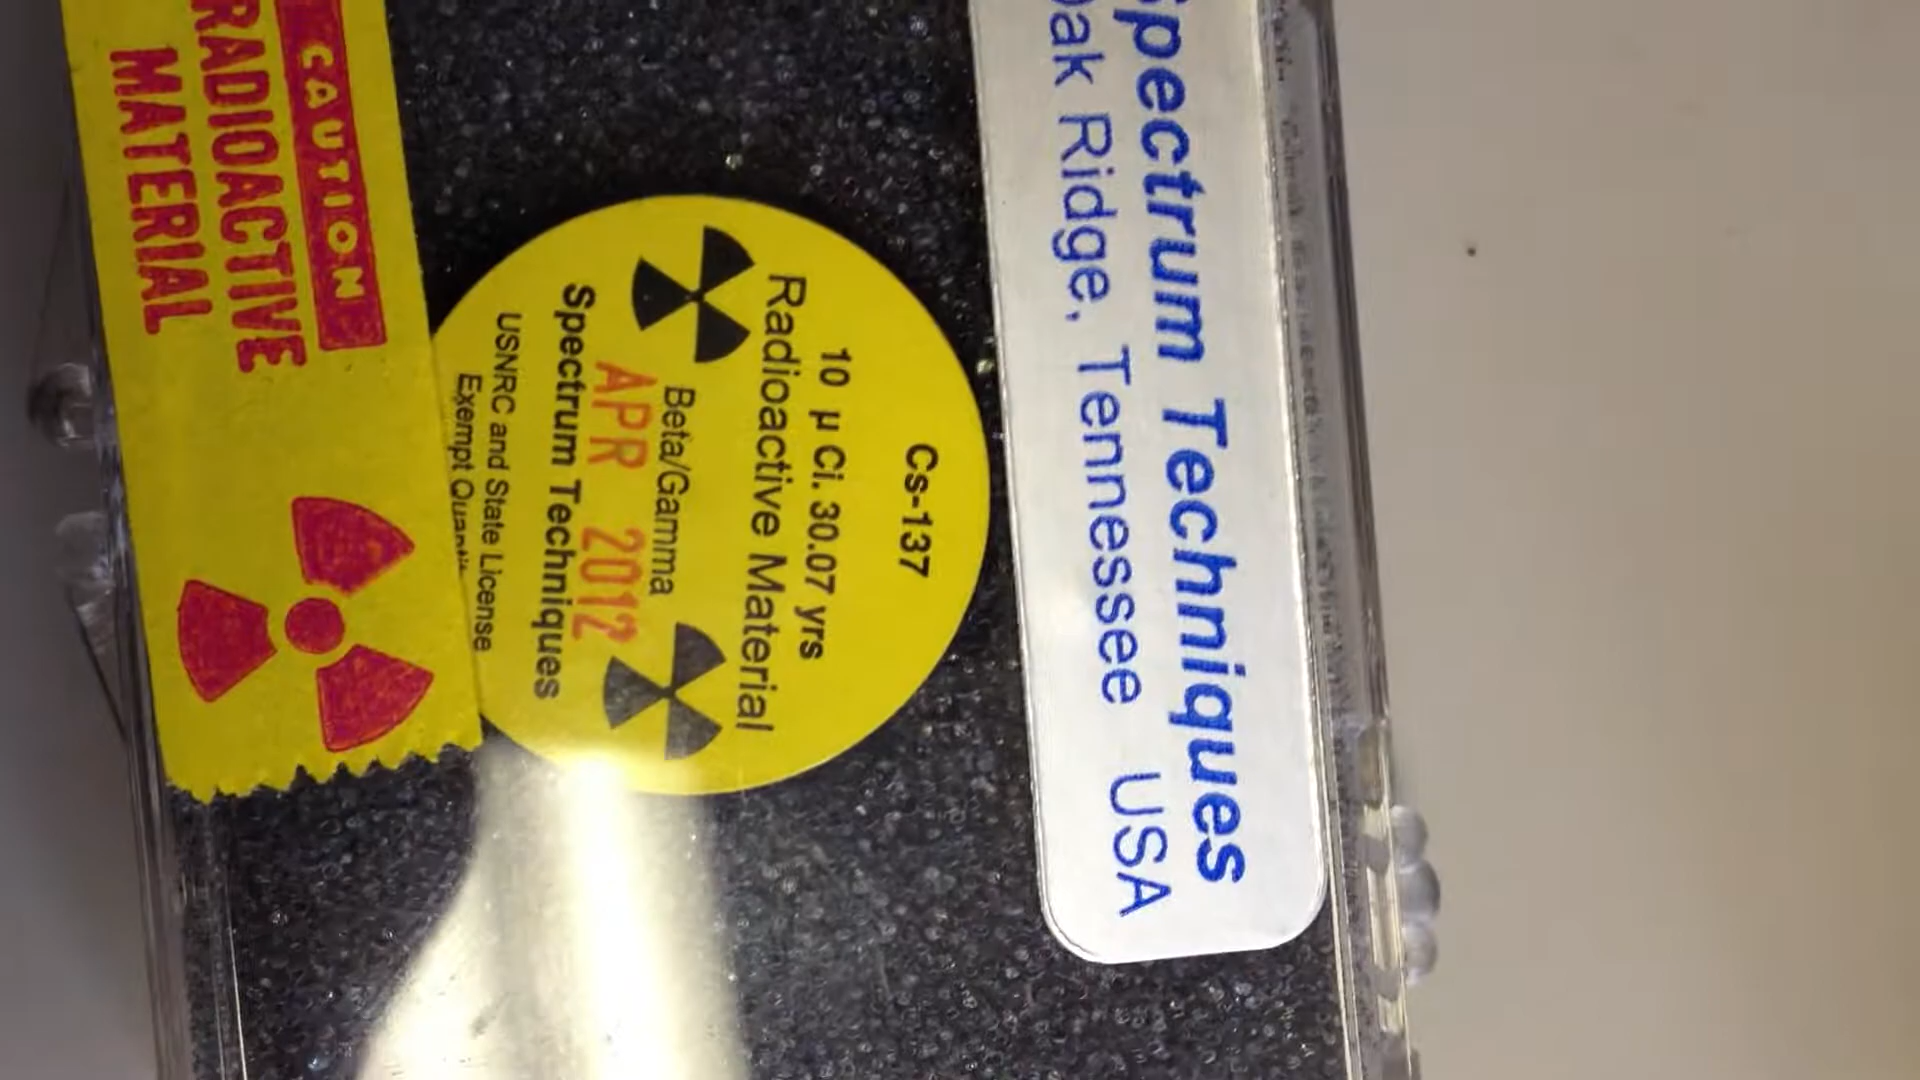 CAUTION
RADIOACTIVE
MATERIAL
Cs-137
10 µCi. 30.07 yrs
Radioactive Material
Beta/Gamma
APR 2012
Spectrum Techniques
USNRC and State License
Exempt
Spectrum Techniques
Oak Ridge, Tennessee USA